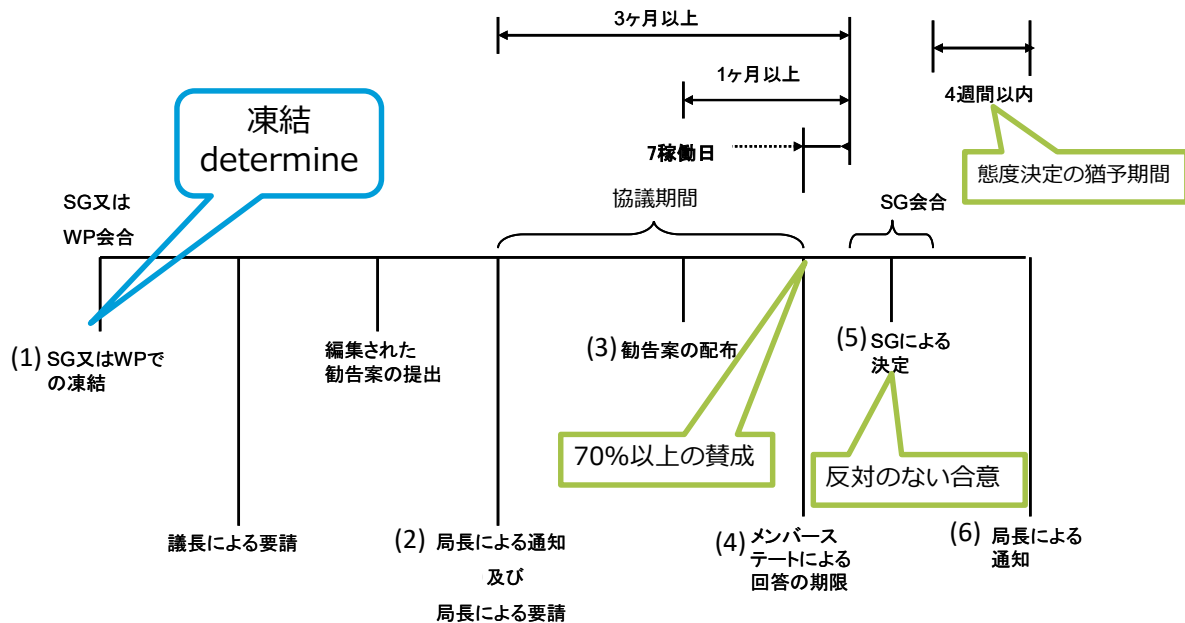 3ヶ月以上
1ヶ月以上
4週間以内
7稼働日
凍結
determine
態度決定の猶予期間
SG又は
WP会合
協議期間
SG会合
(1) SG又はWPで
の凍結
編集された
勧告案の提出
(3) 勧告案の配布
(5) SGによる
決定
70%以上の賛成
反対のない合意
議長による要請
(2) 局長による通知
及び
局長による要請
(4) メンバース
テートによる
回答の期限
(6) 局長による
通知